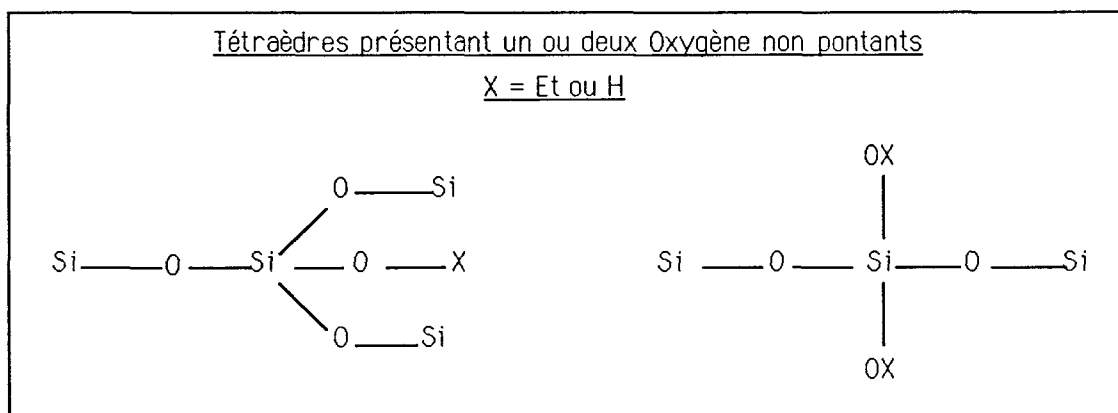 Tétraèdres présentant un ou deux Oxygène non pontants
X = Et ou H
OX
O Si
Si O Si O X Si O Si O Si
O Si
OX